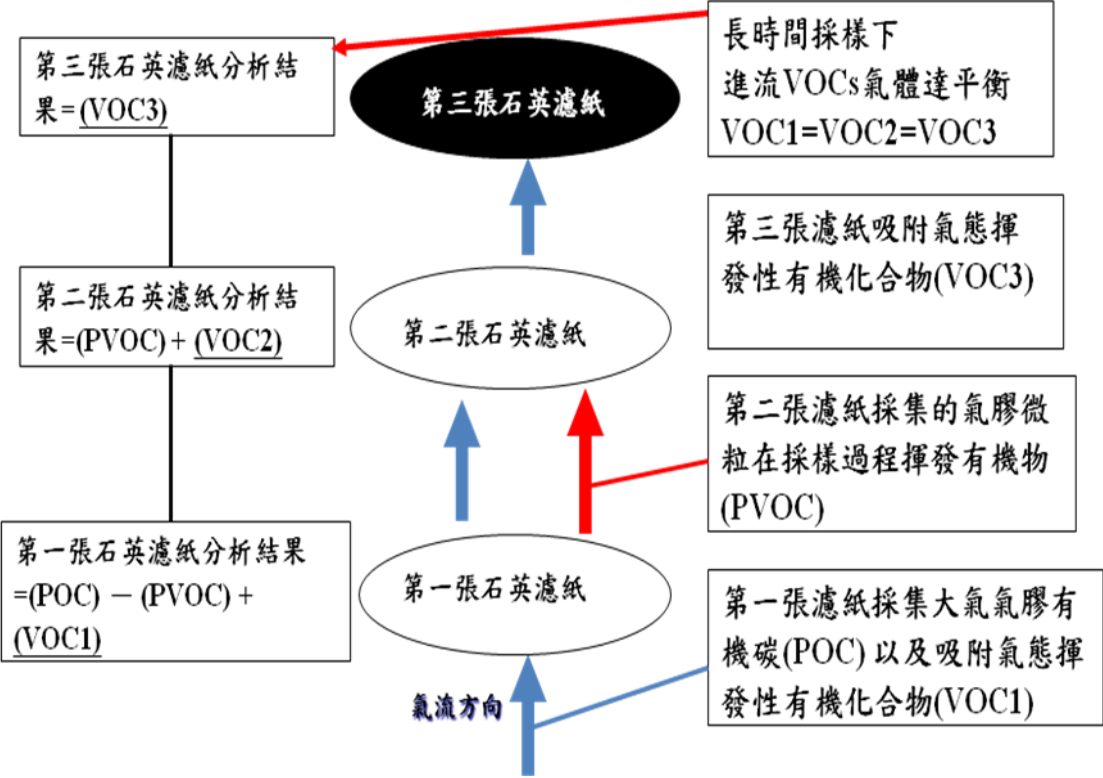 第三張石英濾紙分析結
果= (VOC3)
第三張石英濾紙
長時間採樣下
進流VOCs氣體達平衡
VOC1=VOC2=VOC3
第三張濾紙吸附氣態揮
發性有機化合物(VOC3)
第二張石英濾紙分析結
果=(PVOC) + (VOC2)
第二張石英濾紙
第二張濾紙採集的氣膠微
粒在採樣過程揮發有機物
(PVOC)
第一張石英濾紙分析結果
=(POC) － (PVOC) +
(VOC1)
第一張石英濾紙
第一張濾紙採集大氣氣膠有
機碳(POC) 以及吸附氣態揮
發性有機化合物(VOC1)
氣流方向